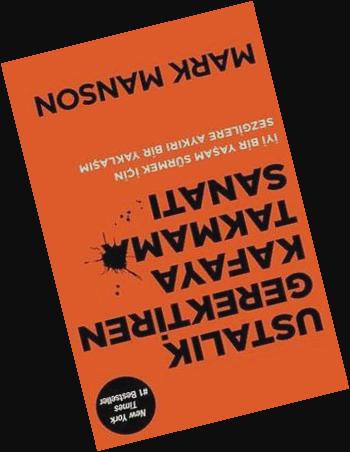 New York
Times
#1 Bestseller
USTALIK
GEREKTİREN
KAFAYA
TAKMAMA
SANATI
İYİ BİR YAŞAM SÜRMEK İÇİN
SEZGİLERE AYKIRI BİR YAKLAŞIM
MARK MANSON